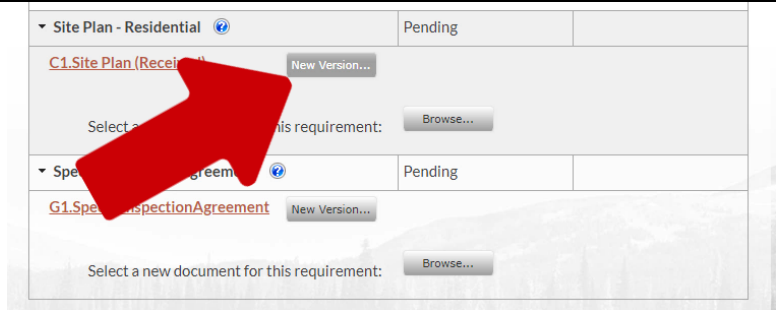 Site Plan - Residential ? Pending
C1.Site Plan (Recei New Version...
Select a his requirement: Browse...
Spe greem ? Pending
G1.Spe InspectionAgreement New Version...
Select a new document for this requirement: Browse...